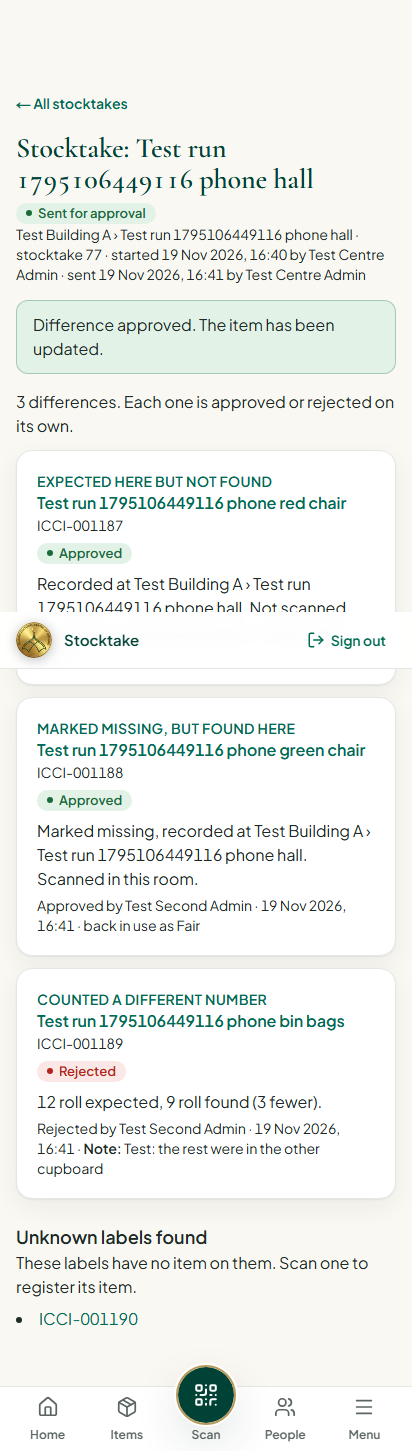 ← All stocktakes
Stocktake: Test run
1795106449116 phone hall
Sent for approval
Test Building A › Test run 1795106449116 phone hall ·
stocktake 77 · started 19 Nov 2026, 16:40 by Test Centre
Admin · sent 19 Nov 2026, 16:41 by Test Centre Admin
Difference approved. The item has been
updated.
3 differences. Each one is approved or rejected on
its own.
EXPECTED HERE BUT NOT FOUND
Test run 1795106449116 phone red chair
ICCI-001187
Approved
Recorded at Test Building A › Test run
1795106449116 phone hall. Not scanned
Stocktake
Sign out
MARKED MISSING, BUT FOUND HERE
Test run 1795106449116 phone green chair
ICCI-001188
Approved
Marked missing, recorded at Test Building A ›
Test run 1795106449116 phone hall.
Scanned in this room.
Approved by Test Second Admin · 19 Nov 2026,
16:41 · back in use as Fair
COUNTED A DIFFERENT NUMBER
Test run 1795106449116 phone bin bags
ICCI-001189
Rejected
12 roll expected, 9 roll found (3 fewer).
Rejected by Test Second Admin · 19 Nov 2026,
16:41 · Note: Test: the rest were in the other
cupboard
Unknown labels found
These labels have no item on them. Scan one to
register its item.
• ICCI-001190
Home
Items
Scan
People
Menu